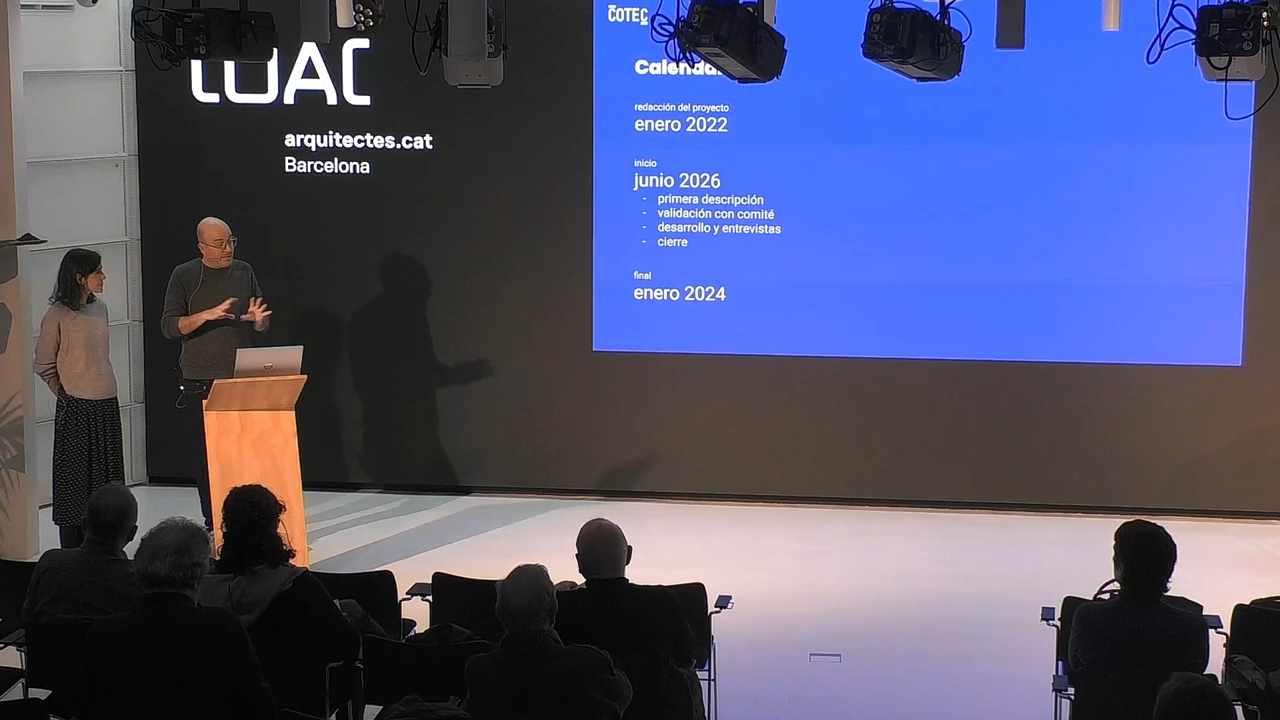 COAC
arquitectes.cat
Barcelona
COTEC
redacción del proyecto
enero 2022
inicio
junio 2026
- primera descripción
- validación con comité
- desarrollo y entrevistas
- cierre
final
enero 2024